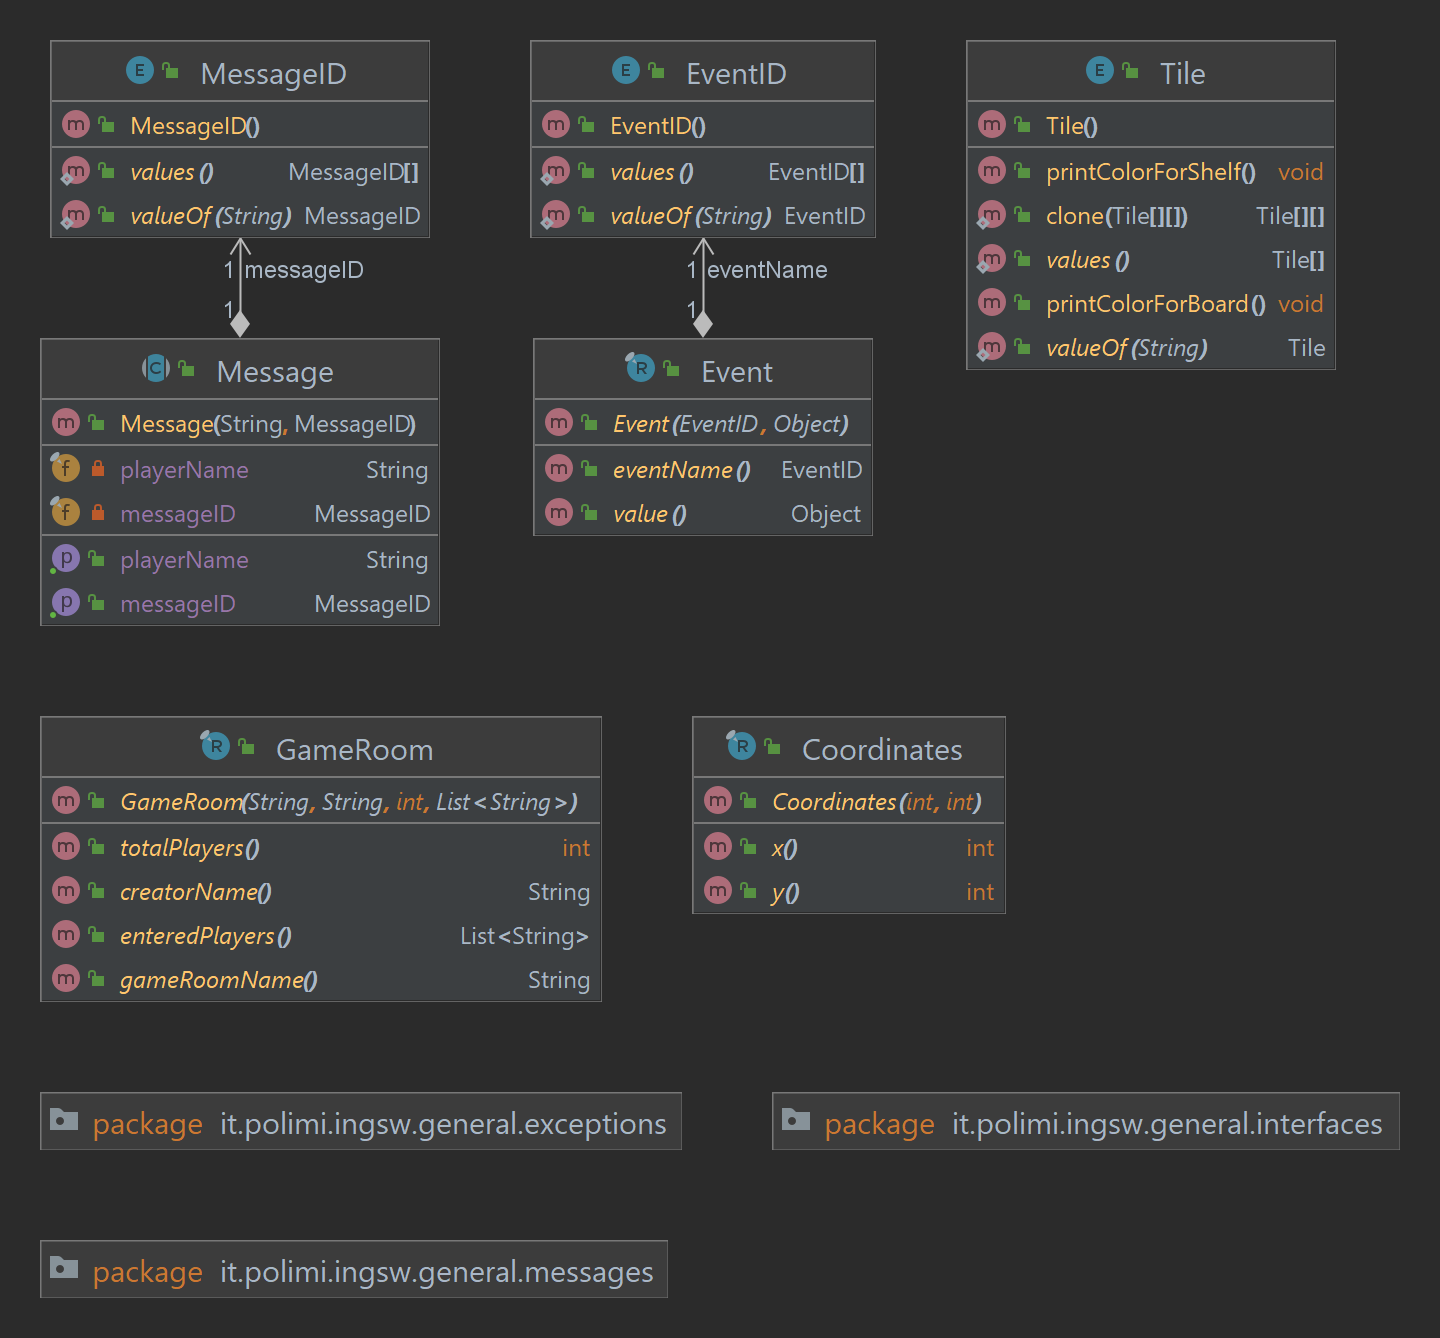 MessageID
MessageID()
values() MessageID[]
valueOf(String) MessageID
1 messageID
1
Message
Message(String, MessageID)
playerName String
messageID MessageID
playerName String
messageID MessageID
EventID
EventID()
values() EventID[]
valueOf(String) EventID
1 eventName
1
Event
Event(EventID, Object)
eventName() EventID
value() Object
Tile
Tile()
printColorForShelf() void
clone(Tile[][]) Tile[][]
values() Tile[]
printColorForBoard() void
valueOf(String) Tile
GameRoom
GameRoom(String, String, int, List<String>)
totalPlayers() int
creatorName() String
enteredPlayers() List<String>
gameRoomName() String
Coordinates
Coordinates(int, int)
x() int
y() int
package it.polimi.ingsw.general.exceptions
package it.polimi.ingsw.general.interfaces
package it.polimi.ingsw.general.messages